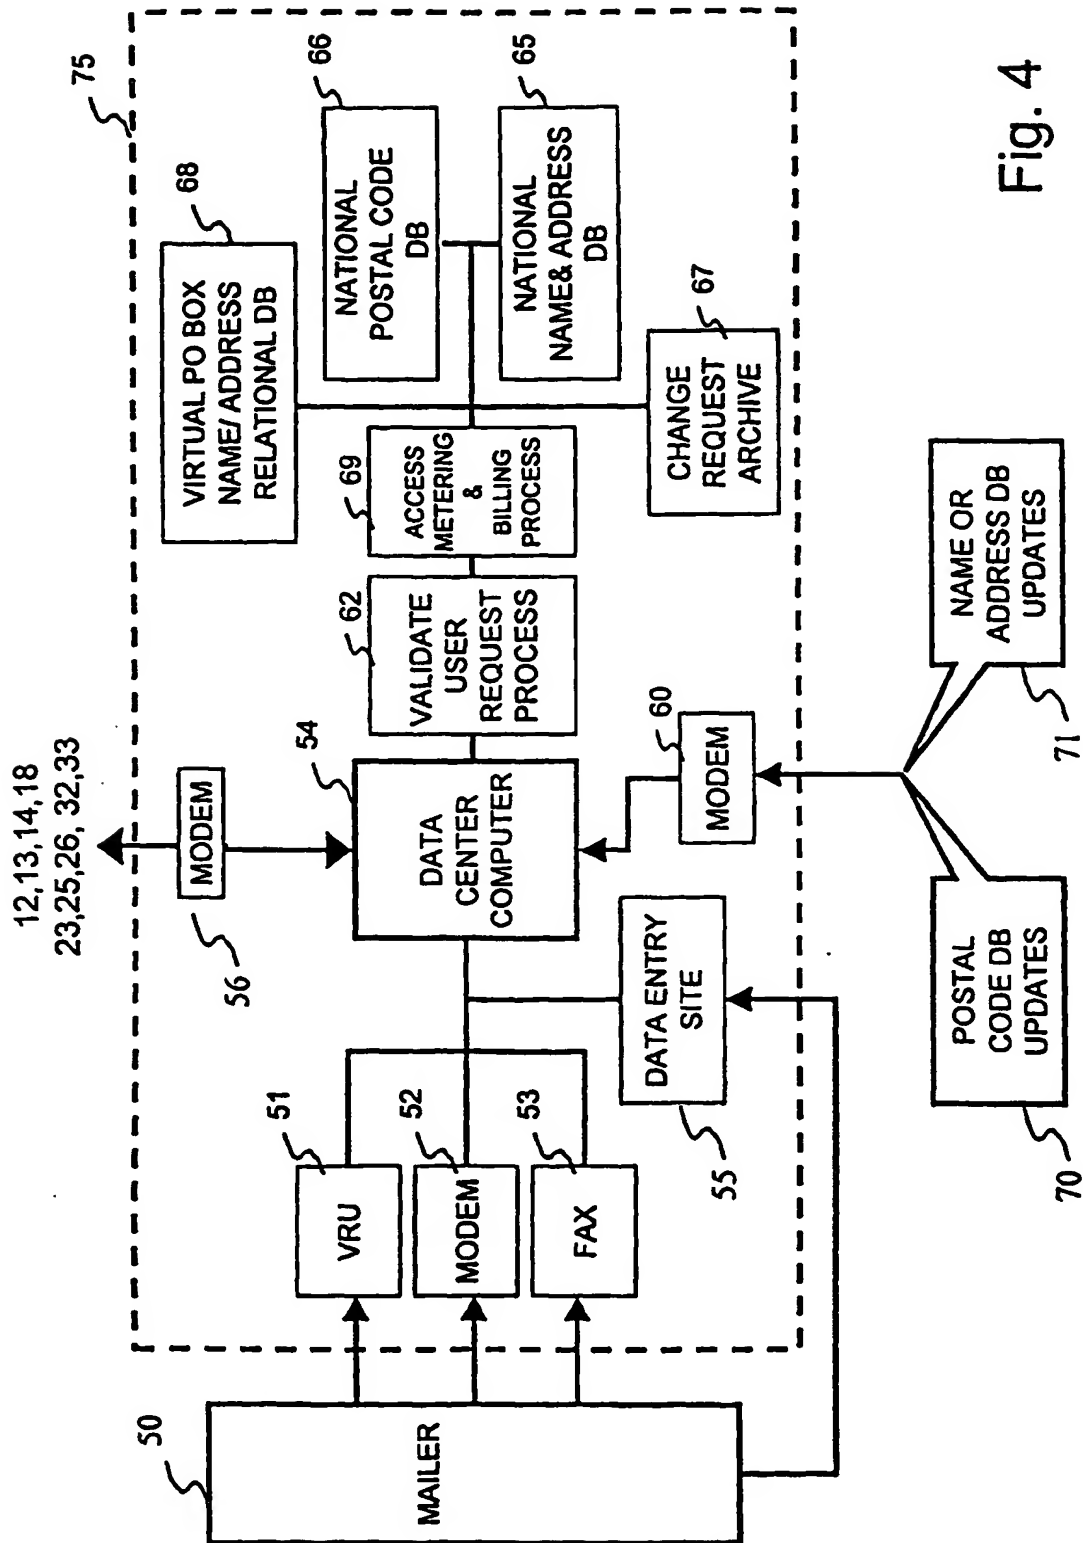 12,13,14,18
23,25,26, 32,33
75
68
VIRTUAL PO BOX
NAME/ ADDRESS
RELATIONAL DB
66
NATIONAL
POSTAL CODE
DB
65
NATIONAL
NAME& ADDRESS
DB
67
CHANGE
REQUEST
ARCHIVE
69
ACCESS
METERING
&
BILLING
PROCESS
62
VALIDATE
USER
REQUEST
PROCESS
54
DATA
CENTER
COMPUTER
56
MODEM
60
MODEM
55
DATA ENTRY
SITE
51
VRU
52
MODEM
53
FAX
50
MAILER
70
POSTAL
CODE DB
UPDATES
71
NAME OR
ADDRESS DB
UPDATES
Fig. 4